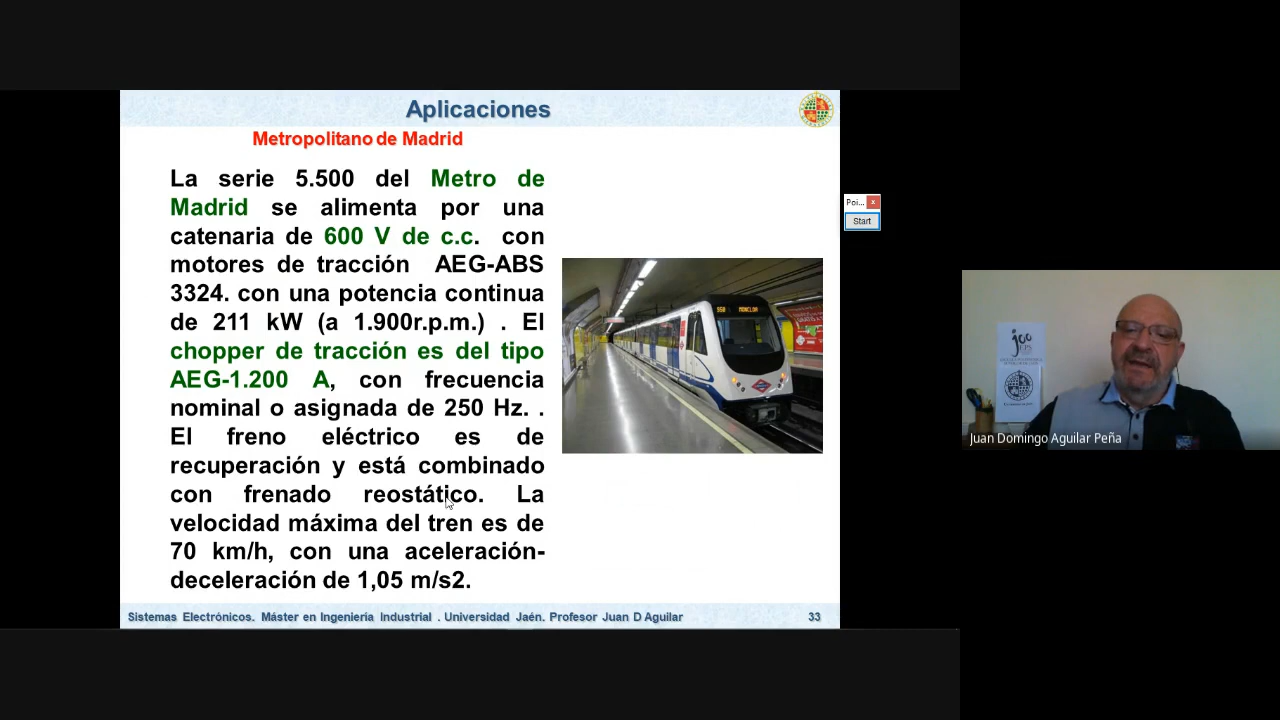 Aplicaciones
Metropolitano de Madrid
La serie 5.500 del Metro de
Madrid se alimenta por una
catenaria de 600 V de c.c. con
motores de tracción AEG-ABS
3324. con una potencia continua
de 211 kW (a 1.900r.p.m.) . El
chopper de tracción es del tipo
AEG-1.200 A, con frecuencia
nominal o asignada de 250 Hz. .
El freno eléctrico es de
recuperación y está combinado
con frenado reostático. La
velocidad máxima del tren es de
70 km/h, con una aceleración-
deceleración de 1,05 m/s2.
550 MONCLOA
Sistemas Electrónicos. Máster en Ingeniería Industrial . Universidad Jaén. Profesor Juan D Aguilar
33
Poi... x
Start
Juan Domingo Aguilar Peña